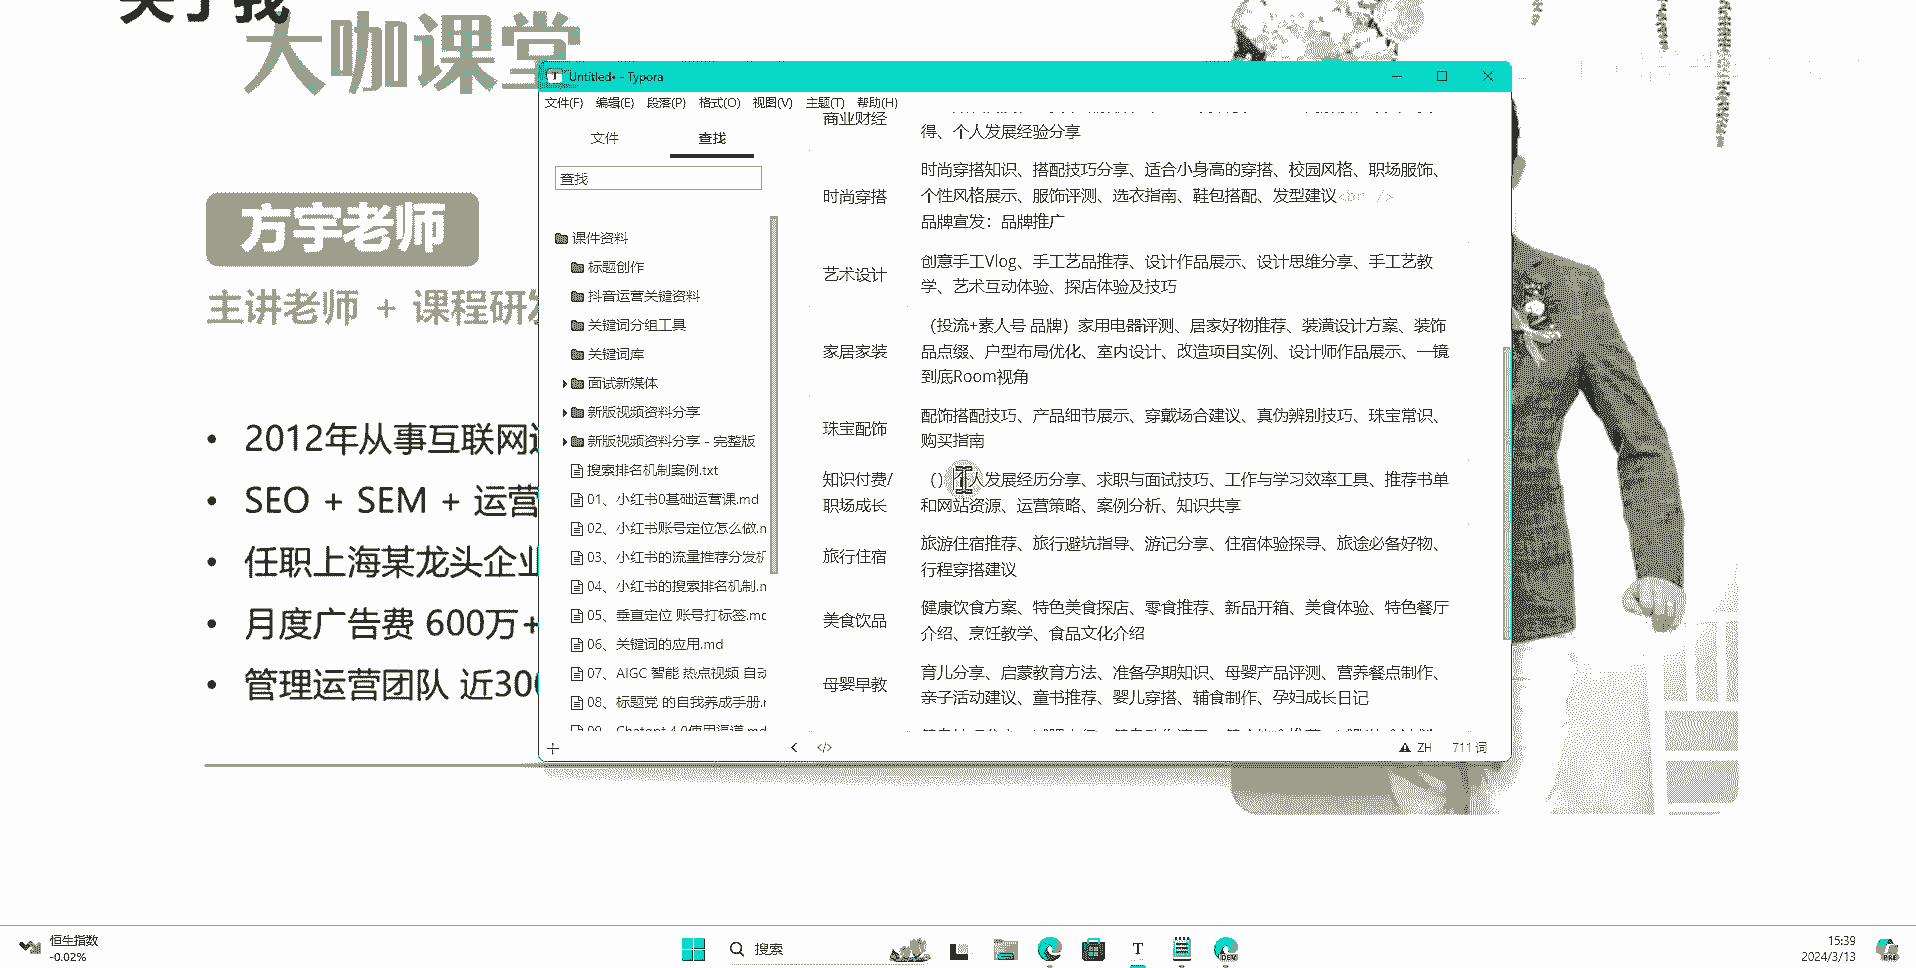 关于我
大咖课堂
方宇老师
主讲老师 + 课程研发
2012年从事互联网运
SEO + SEM + 运营
任职上海某龙头企业
月度广告费 600万+
管理运营团队 近300
Untitled• - Typora
文件(F) 编辑(E) 段落(P) 格式(O) 视图(V) 主题(T) 帮助(H)
文件 查找
查找
课件资料
标题创作
抖音运营关键资料
关键词分组工具
关键词库
面试新媒体
新版视频资料分享
新版视频资料分享 - 完整版
搜索排名机制案例.txt
01、小红书0基础运营课.md
02、小红书账号定位怎么做.m
03、小红书的流量推荐分发机
04、小红书的搜索排名机制.m
05、垂直定位 账号打标签.md
06、关键词的应用.md
07、AIGC 智能 热点视频 自动
08、标题党 的自我养成手册.m
09、Chatgpt 4.0使用渠道.md
商业财经
得、个人发展经验分享
时尚穿搭
时尚穿搭知识、搭配技巧分享、适合小身高的穿搭、校园风格、职场服饰、
个性风格展示、服饰评测、选衣指南、鞋包搭配、发型建议<br />
品牌宣发：品牌推广
艺术设计
创意手工Vlog、手工艺品推荐、设计作品展示、设计思维分享、手工艺教
学、艺术互动体验、探店体验及技巧
家居家装
（投流+素人号 品牌）家用电器评测、居家好物推荐、装潢设计方案、装饰
品点缀、户型布局优化、室内设计、改造项目实例、设计师作品展示、一镜
到底Room视角
珠宝配饰
配饰搭配技巧、产品细节展示、穿戴场合建议、真伪辨别技巧、珠宝常识、
购买指南
知识付费/
职场成长
（）个人发展经历分享、求职与面试技巧、工作与学习效率工具、推荐书单
和网站资源、运营策略、案例分析、知识共享
旅行住宿
旅游住宿推荐、旅行避坑指导、游记分享、住宿体验探寻、旅途必备好物、
行程穿搭建议
美食饮品
健康饮食方案、特色美食探店、零食推荐、新品开箱、美食体验、特色餐厅
介绍、烹饪教学、食品文化介绍
母婴早教
育儿分享、启蒙教育方法、准备孕期知识、母婴产品评测、营养餐点制作、
亲子活动建议、童书推荐、婴儿穿搭、辅食制作、孕妇成长日记
ZH 711 词
恒生指数
-0.02%
搜索
15:39
2024/3/13